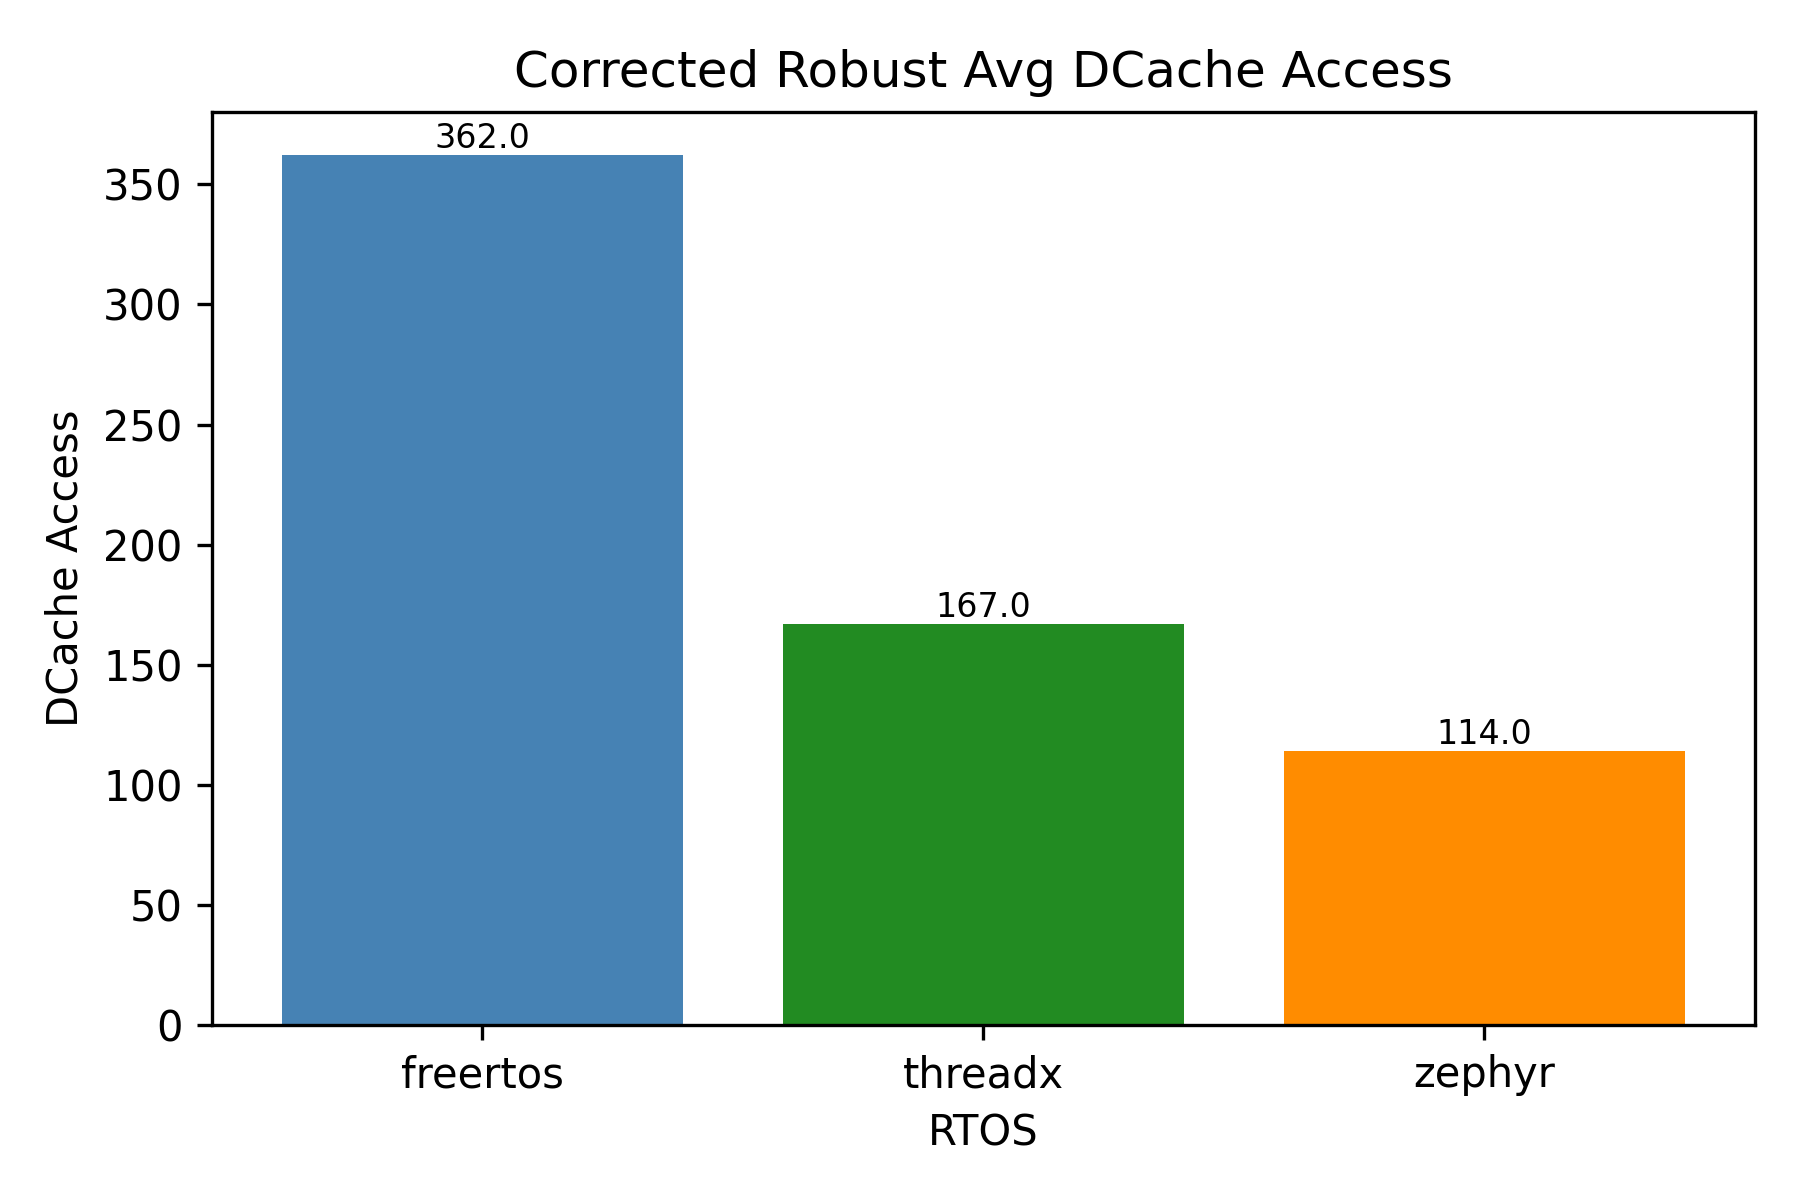 Corrected Robust Avg DCache Access
362.0
167.0
114.0
350
300
250
200
150
100
50
0
DCache Access
freertos
threadx
zephyr
RTOS